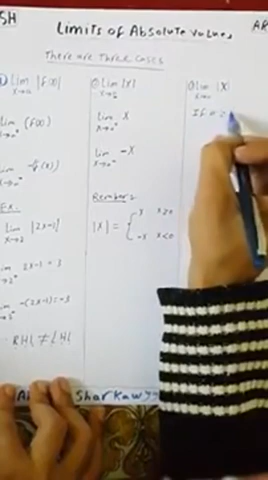 SH
Limits of Absolute Values
AR
There are Three Cases
① Lim |f(x)|
x→a
Lim (f(x))
x→a⁺
Lim -(f(x))
x→a⁻
Ex.
Lim |2x-1|
x→2
Lim 2x-1 = 3
x→2⁺
Lim -(2x-1) = -3
x→2⁻
RHL ≠ LHL
② Lim |x|
Lim x
x→0⁺
Lim -x
x→0⁻
Remember:
|x| = { x x≥0
-x x<0
③ Lim |x|
If
Sharkawy